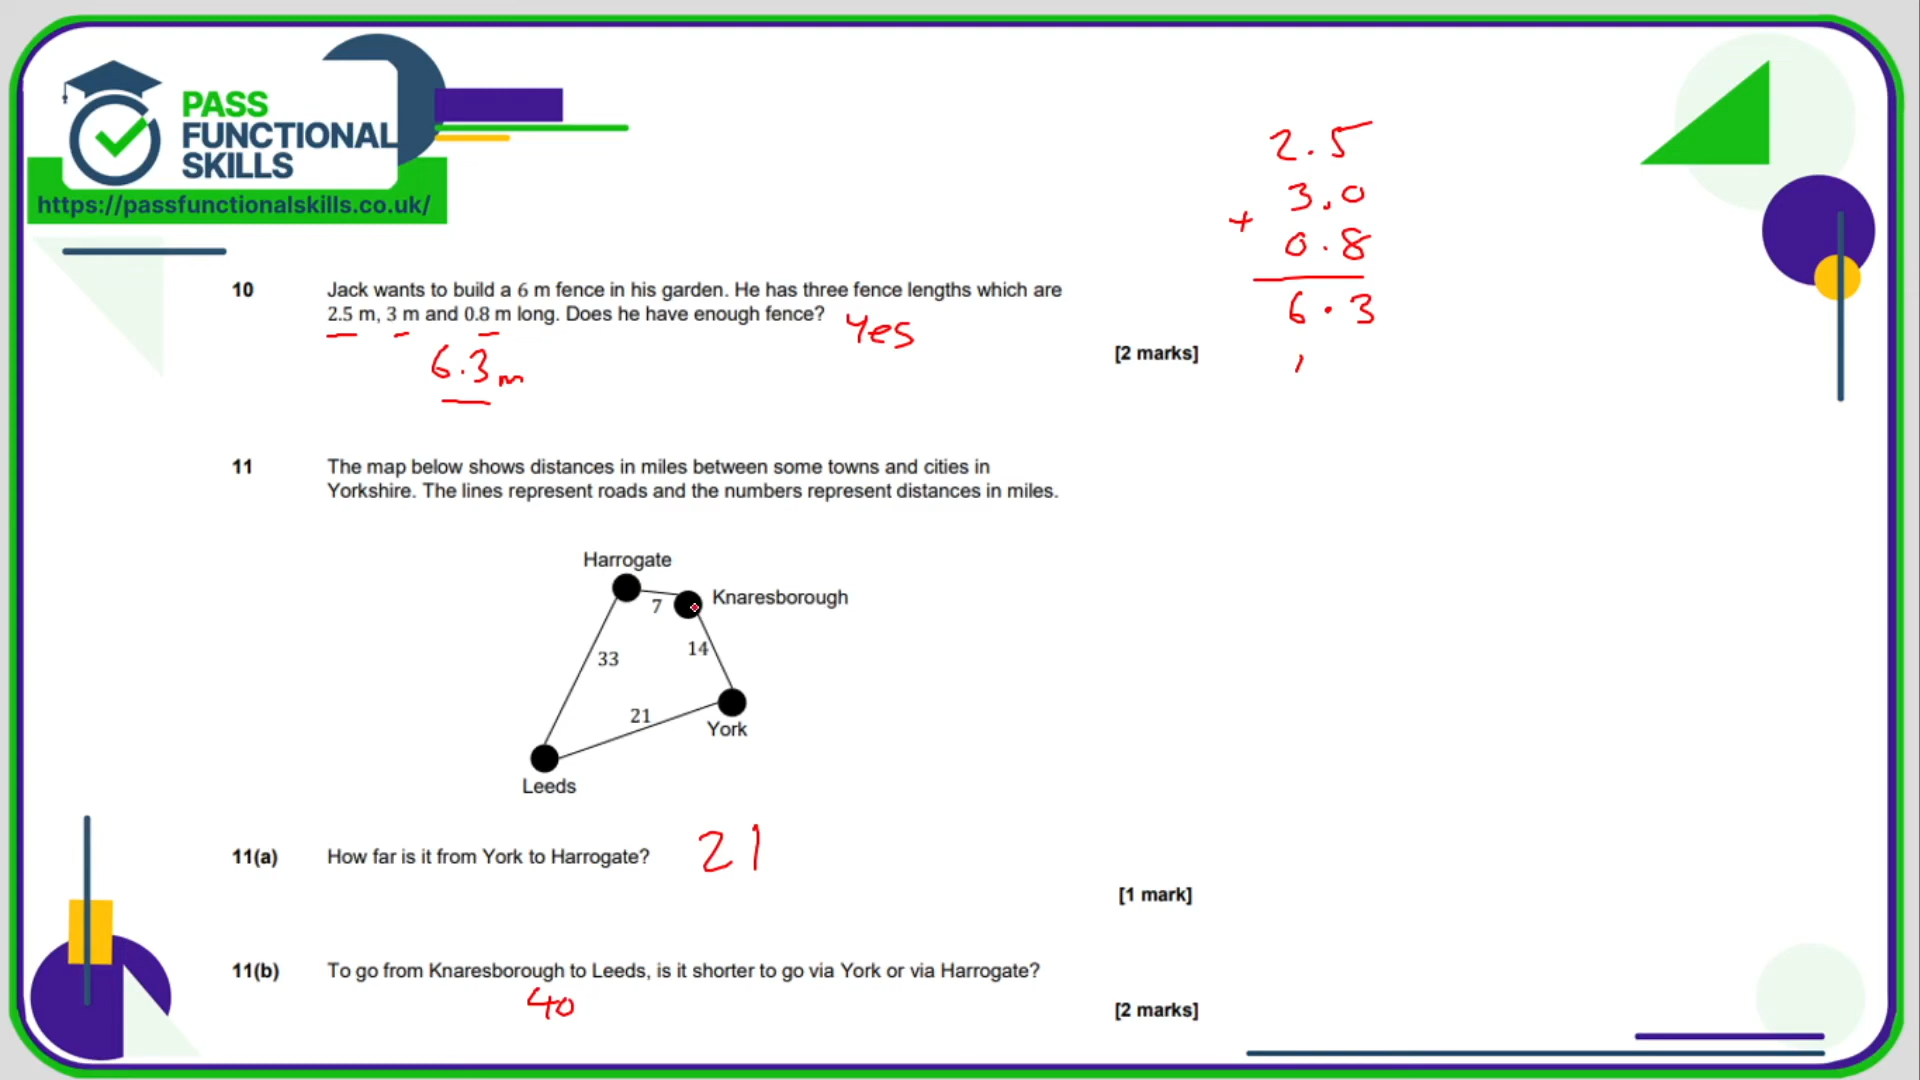 PASS
FUNCTIONAL
SKILLS
https://passfunctionalskills.co.uk/
2.5
3.0
+
0.8
6.3
1
10 Jack wants to build a 6 m fence in his garden. He has three fence lengths which are
2.5 m, 3 m and 0.8 m long. Does he have enough fence? Yes
[2 marks]
6.3m
11 The map below shows distances in miles between some towns and cities in
Yorkshire. The lines represent roads and the numbers represent distances in miles.
Harrogate
Knaresborough
7
14
33
21
York
Leeds
11(a) How far is it from York to Harrogate? 21
[1 mark]
11(b) To go from Knaresborough to Leeds, is it shorter to go via York or via Harrogate?
40
[2 marks]